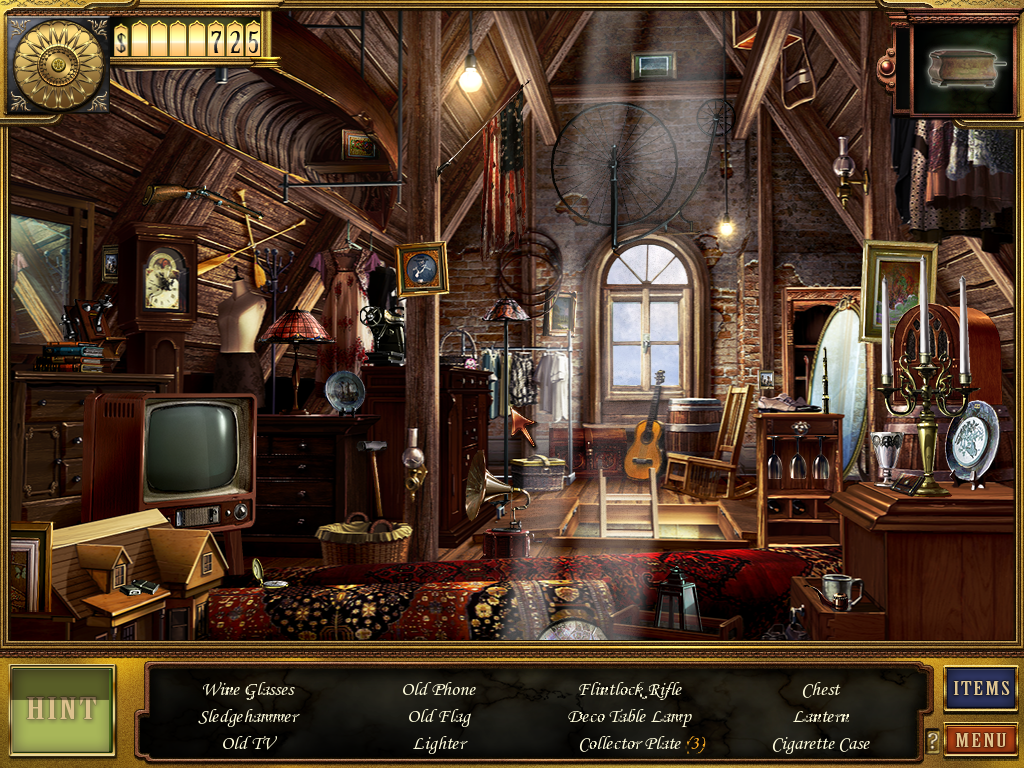 $ 725
Wine Glasses Old Phone Flintlock Rifle Chest
Sledgehammer Old Flag Deco Table Lamp Lantern
Old TV Lighter Collector Plate (3) Cigarette Case
HINT
ITEMS
? MENU